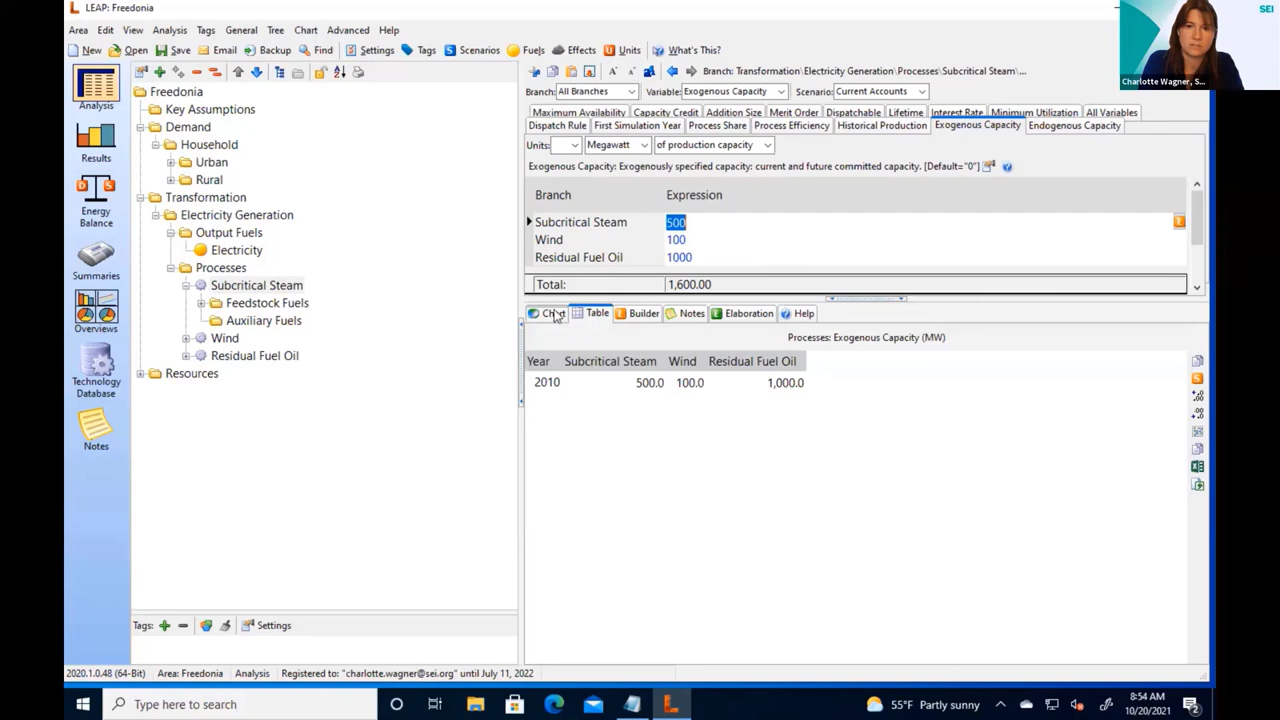 LEAP: Freedonia
SEI
Area Edit View Analysis Tags General Tree Chart Advanced Help
New Open Save Email Backup Find Settings Tags Scenarios Fuels Effects Units What's This?
Charlotte Wagner, S...
Analysis
Results
Energy
Balance
Summaries
Overviews
Technology
Database
Notes
Freedonia
Key Assumptions
Demand
Household
Urban
Rural
Transformation
Electricity Generation
Output Fuels
Electricity
Processes
Subcritical Steam
Feedstock Fuels
Auxiliary Fuels
Wind
Residual Fuel Oil
Resources
Tags: Settings
Branch: Transformation\Electricity Generation\Processes\Subcritical Steam\...
Branch: All Branches Variable: Exogenous Capacity Scenario: Current Accounts
Maximum Availability Capacity Credit Addition Size Merit Order Dispatchable Lifetime Interest Rate Minimum Utilization All Variables
Dispatch Rule First Simulation Year Process Share Process Efficiency Historical Production Exogenous Capacity Endogenous Capacity
Units: Megawatt of production capacity
Exogenous Capacity: Exogenously specified capacity: current and future committed capacity. [Default="0"]
Branch Expression
Subcritical Steam 500
Wind 100
Residual Fuel Oil 1000
Total: 1,600.00
Chart Table Builder Notes Elaboration Help
Processes: Exogenous Capacity (MW)
Year Subcritical Steam Wind Residual Fuel Oil
2010 500.0 100.0 1,000.0
2020.1.0.48 (64-Bit) Area: Freedonia Analysis Registered to: "charlotte.wagner@sei.org" until July 11, 2022
Type here to search
55°F Partly sunny
8:54 AM
10/20/2021
2